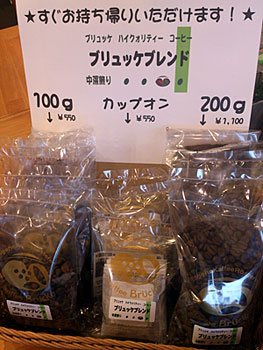 ★すぐお持ち帰りいただけます！★
ブリュッケ ハイクオリティー コーヒー
ブリュッケブレンド
中深煎り
100g カップオン 200g
↓¥550 ↓¥550 ↓¥1,100
ブリュッケブレンド
ブリュッケブレンド
ブリュッケブレンド